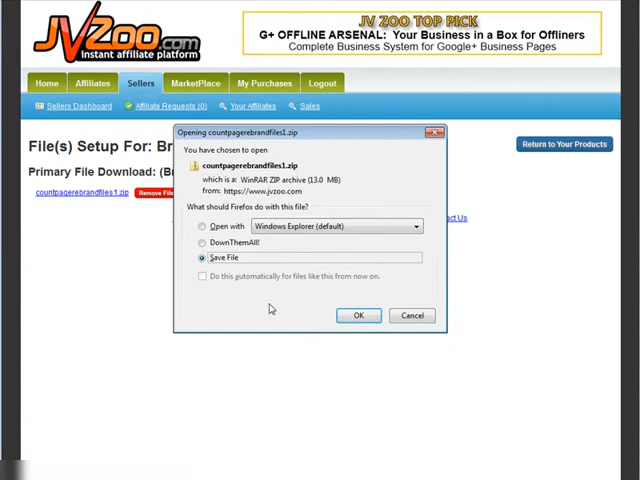 JVZoo.com
instant affiliate platform
JV ZOO TOP PICK
G+ OFFLINE ARSENAL: Your Business in a Box for Offliners
Complete Business System for Google+ Business Pages
Home Affiliates Sellers MarketPlace My Purchases Logout
Sellers Dashboard Affiliate Requests (0) Your Affiliates Sales
Opening countpagerebrandfiles1.zip
File(s) Setup For: Br
Return to Your Products
You have chosen to open
countpagerebrandfiles1.zip
Primary File Download: (B
which is a: WinRAR ZIP archive (13.0 MB)
from: https://www.jvzoo.com
countpagerebrandfiles1.zip Remove File
What should Firefox do with this file?
ct Us
Open with Windows Explorer (default)
DownThemAll!
Save File
Do this automatically for files like this from now on.
OK Cancel